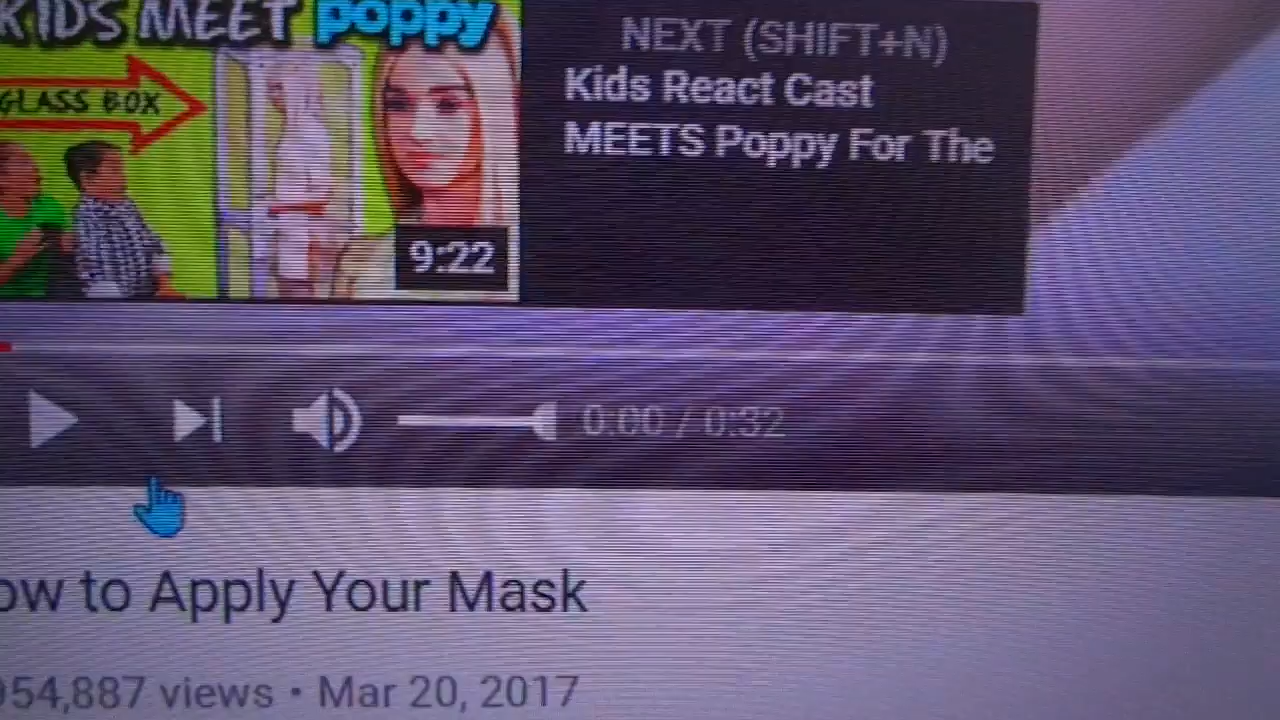 KIDS MEET poppy
GLASS BOX
9:22
NEXT (SHIFT+N)
Kids React Cast
MEETS Poppy For The
0:00 / 0:32
ow to Apply Your Mask
954,887 views • Mar 20, 2017